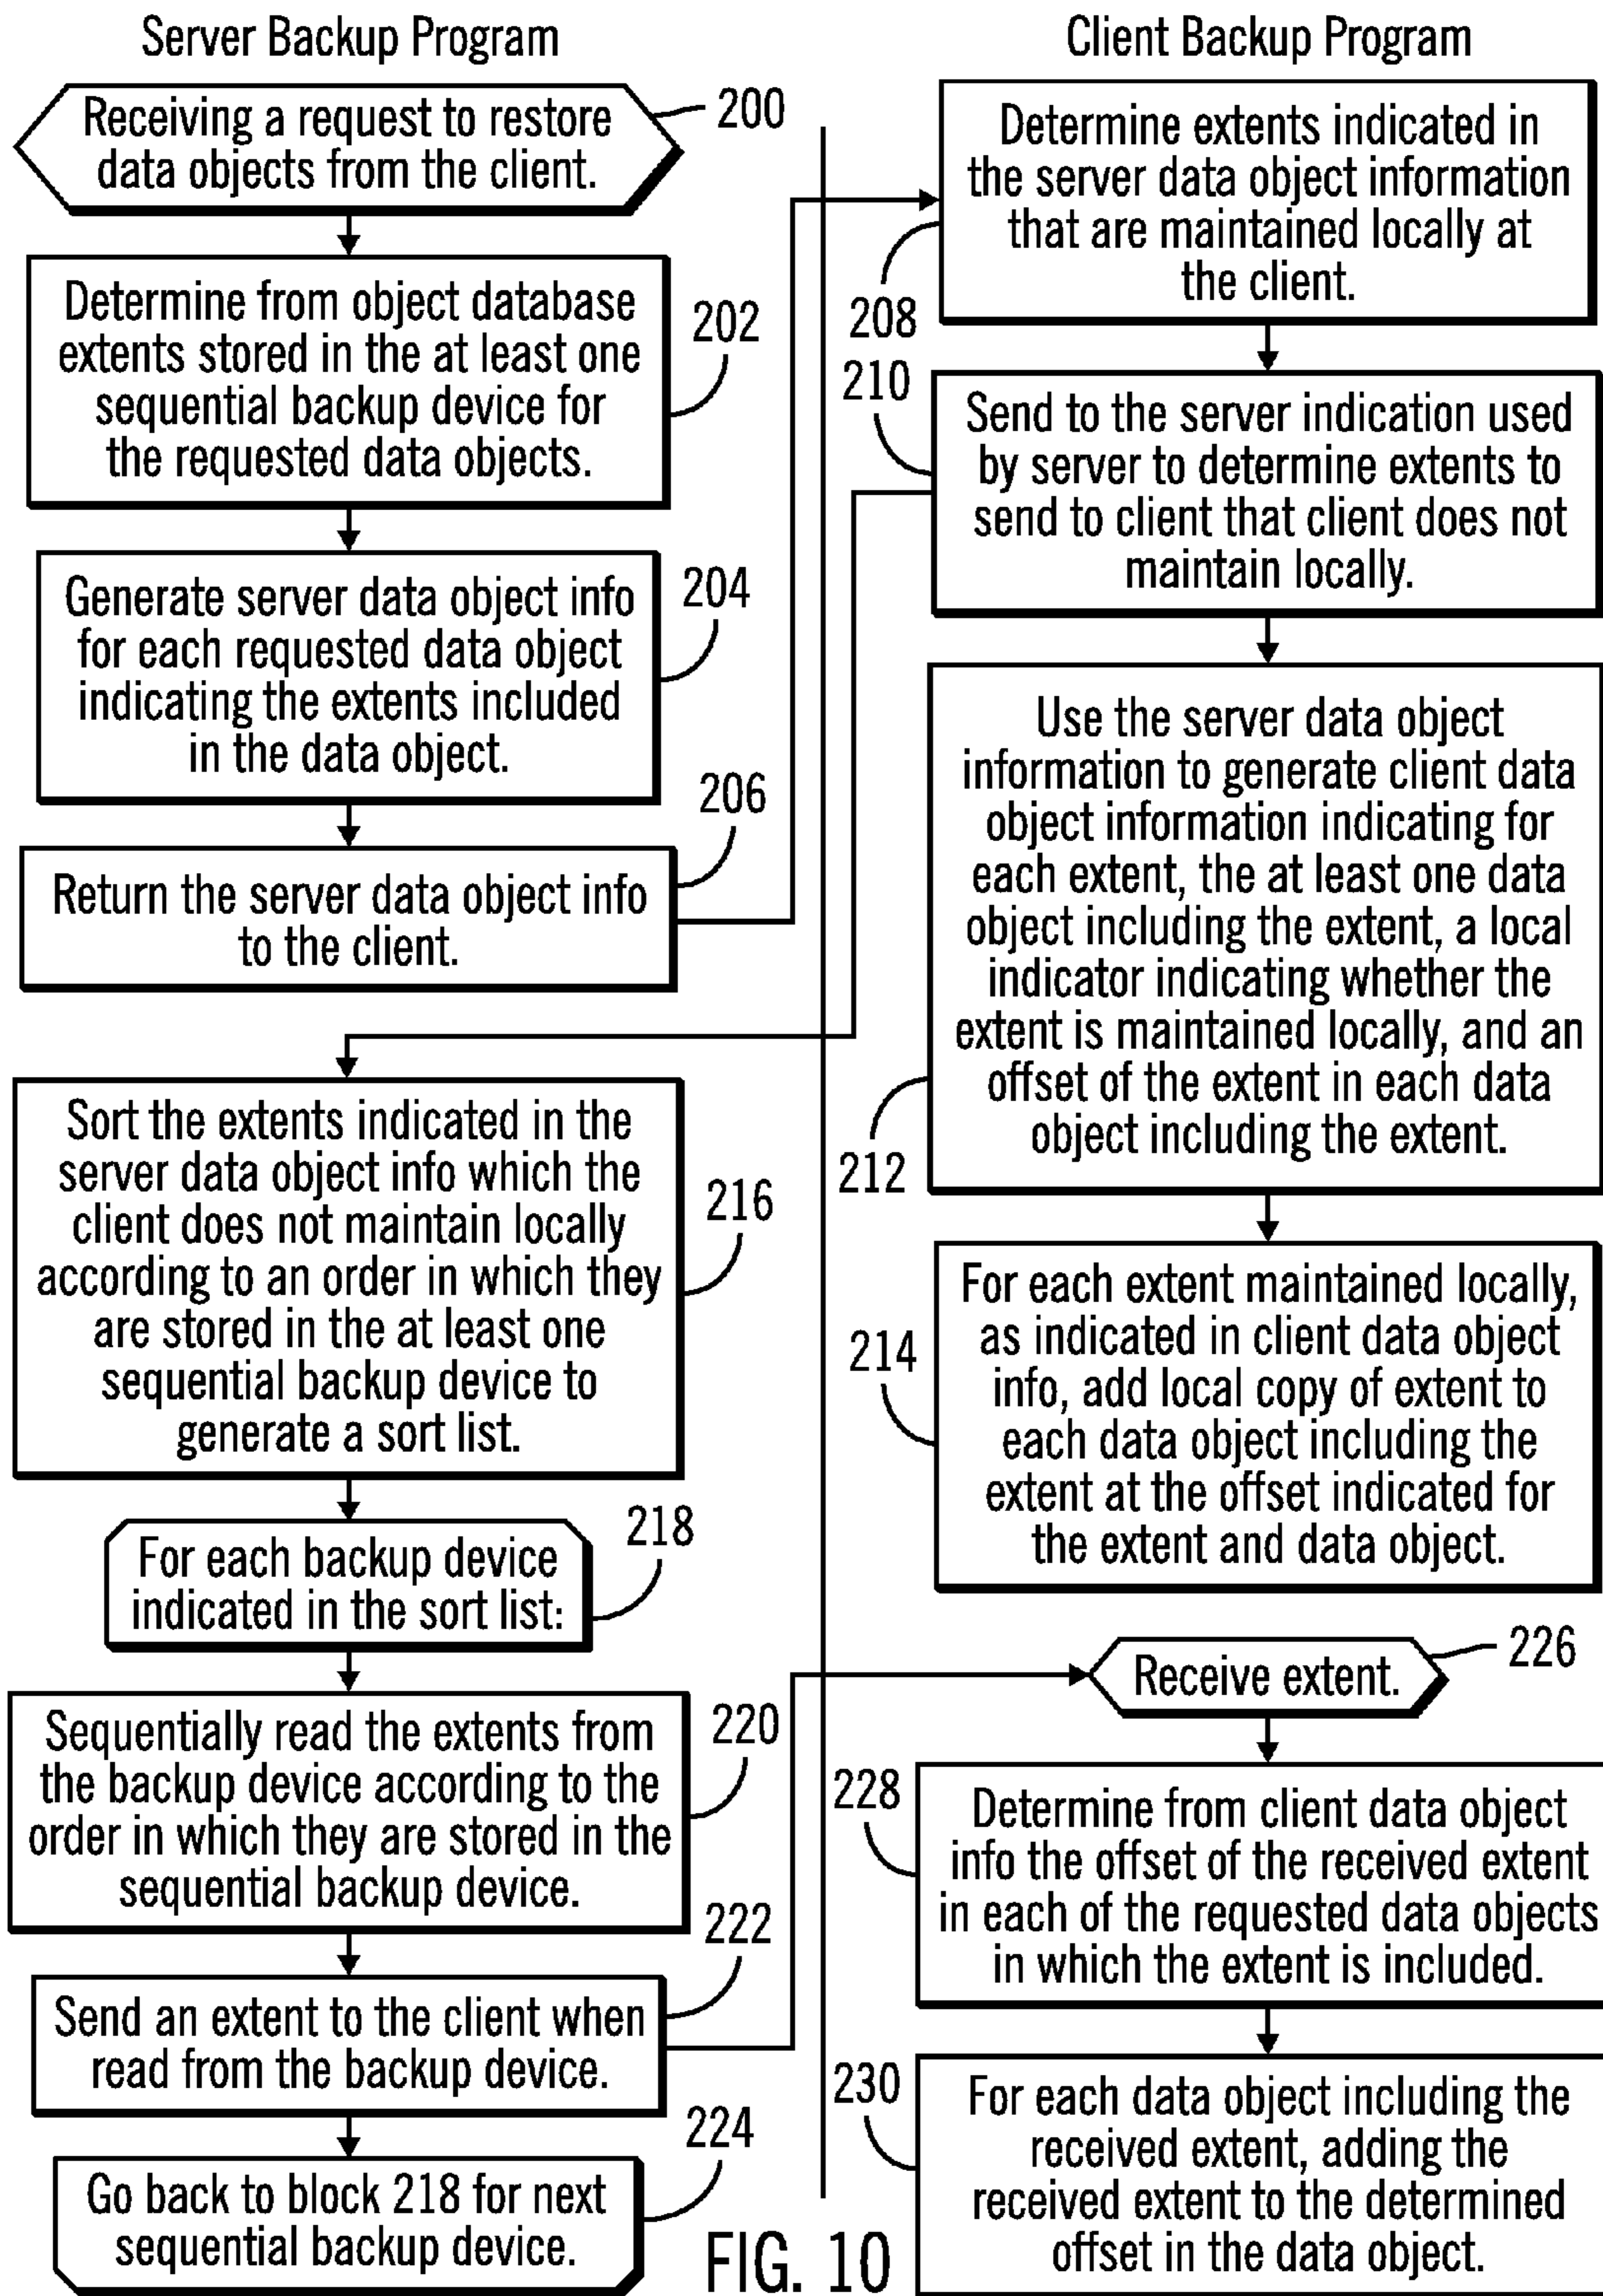 Server Backup Program
Receiving a request to restore
data objects from the client.
200
Determine from object database
extents stored in the at least one
sequential backup device for
the requested data objects.
202
Generate server data object info
for each requested data object
indicating the extents included
in the data object.
204
Return the server data object info
to the client.
206
Sort the extents indicated in the
server data object info which the
client does not maintain locally
according to an order in which they
are stored in the at least one
sequential backup device to
generate a sort list.
216
For each backup device
indicated in the sort list:
218
Sequentially read the extents from
the backup device according to the
order in which they are stored in the
sequential backup device.
220
Send an extent to the client when
read from the backup device.
222
Go back to block 218 for next
sequential backup device.
224
Client Backup Program
Determine extents indicated in
the server data object information
that are maintained locally at
the client.
208
Send to the server indication used
by server to determine extents to
send to client that client does not
maintain locally.
210
Use the server data object
information to generate client data
object information indicating for
each extent, the at least one data
object including the extent, a local
indicator indicating whether the
extent is maintained locally, and an
offset of the extent in each data
object including the extent.
212
For each extent maintained locally,
as indicated in client data object
info, add local copy of extent to
each data object including the
extent at the offset indicated for
the extent and data object.
214
Receive extent.
226
Determine from client data object
info the offset of the received extent
in each of the requested data objects
in which the extent is included.
228
For each data object including the
received extent, adding the
received extent to the determined
offset in the data object.
230
FIG. 10